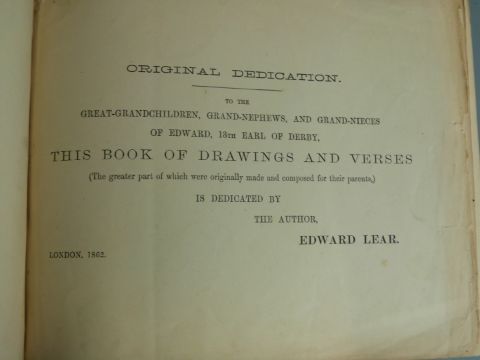 ORIGINAL DEDICATION.
TO THE
GREAT-GRANDCHILDREN, GRAND-NEPHEWS, AND GRAND-NIECES
OF EDWARD, 13TH EARL OF DERBY,
THIS BOOK OF DRAWINGS AND VERSES
(The greater part of which were originally made and composed for their parents,)
IS DEDICATED BY
THE AUTHOR,
EDWARD LEAR.
LONDON, 1862.